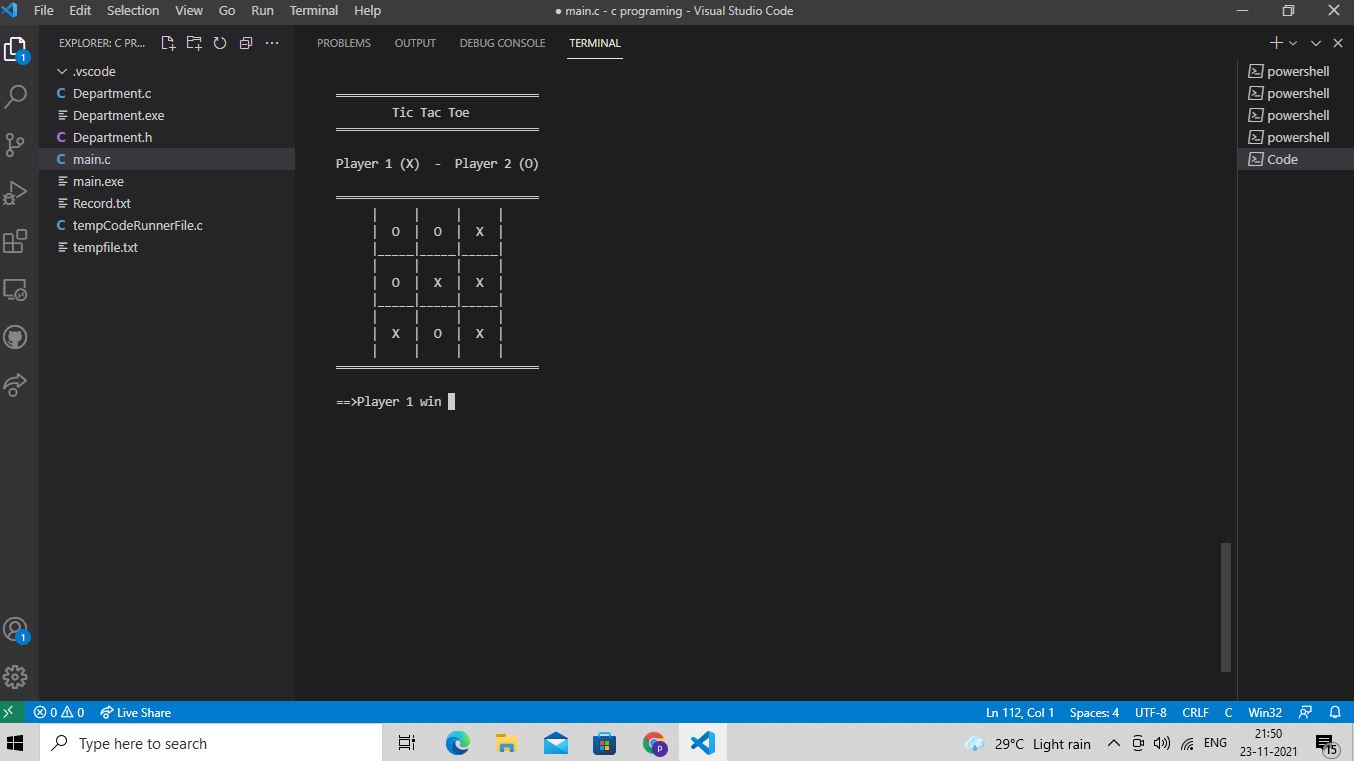 File Edit Selection View Go Run Terminal Help
● main.c - c programing - Visual Studio Code
EXPLORER: C PR...
.vscode
C Department.c
Department.exe
C Department.h
C main.c
main.exe
Record.txt
C tempCodeRunnerFile.c
tempfile.txt
1
1
PROBLEMS OUTPUT DEBUG CONSOLE TERMINAL
Tic Tac Toe
Player 1 (X) - Player 2 (O)
O | O | X
O | X | X
X | O | X
==>Player 1 win
powershell
powershell
powershell
powershell
Code
0 0 Live Share
Ln 112, Col 1 Spaces: 4 UTF-8 CRLF C Win32
Type here to search
29°C Light rain
ENG
21:50
23-11-2021
15